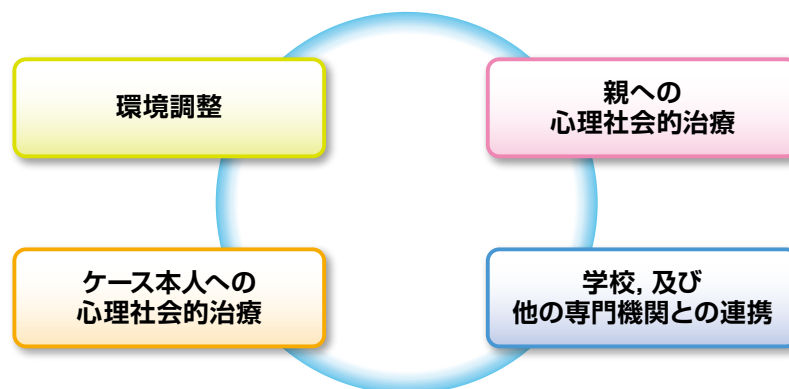 環境調整
親への
心理社会的治療
ケース本人への
心理社会的治療
学校, 及び
他の専門機関との連携